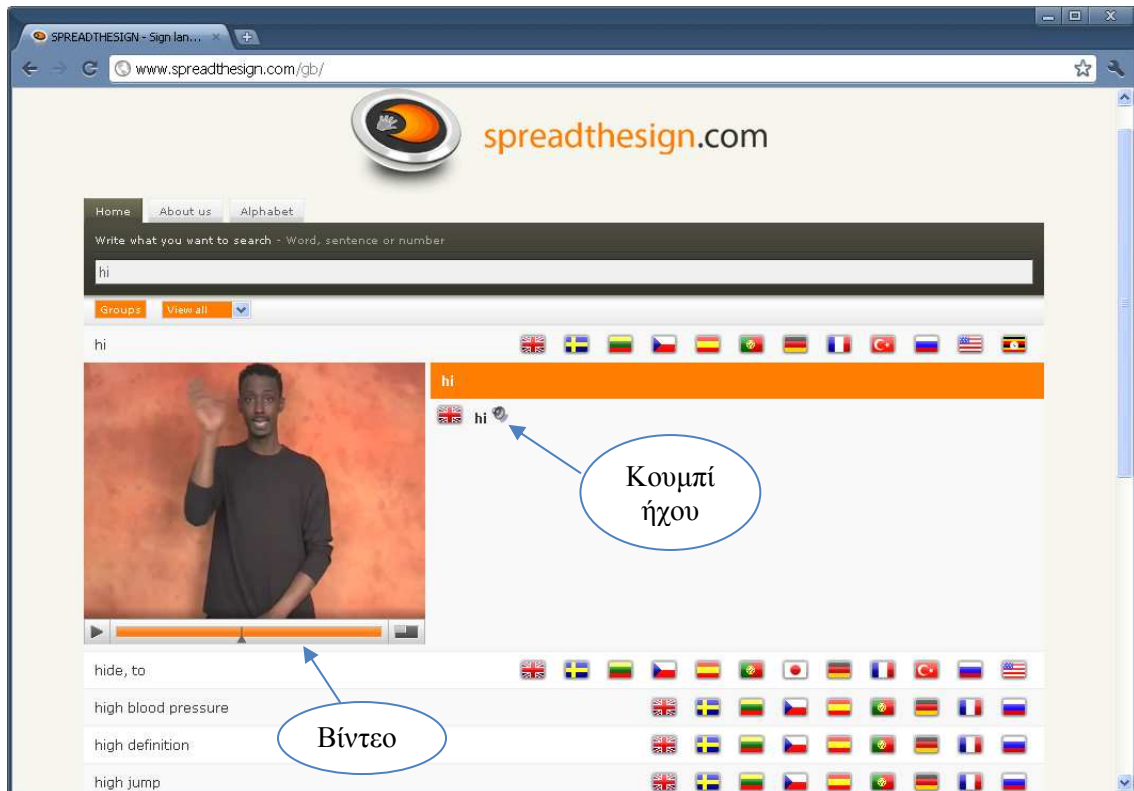 SPREADTHESIGN - Sign lan...
www.spreadthesign.com/gb/
spreadthesign.com
Home About us Alphabet
Write what you want to search - Word, sentence or number
hi
Groups View all
hi
hi
hi
Κουμπί
ήχου
hide, to
high blood pressure
Βίντεο
high definition
high jump